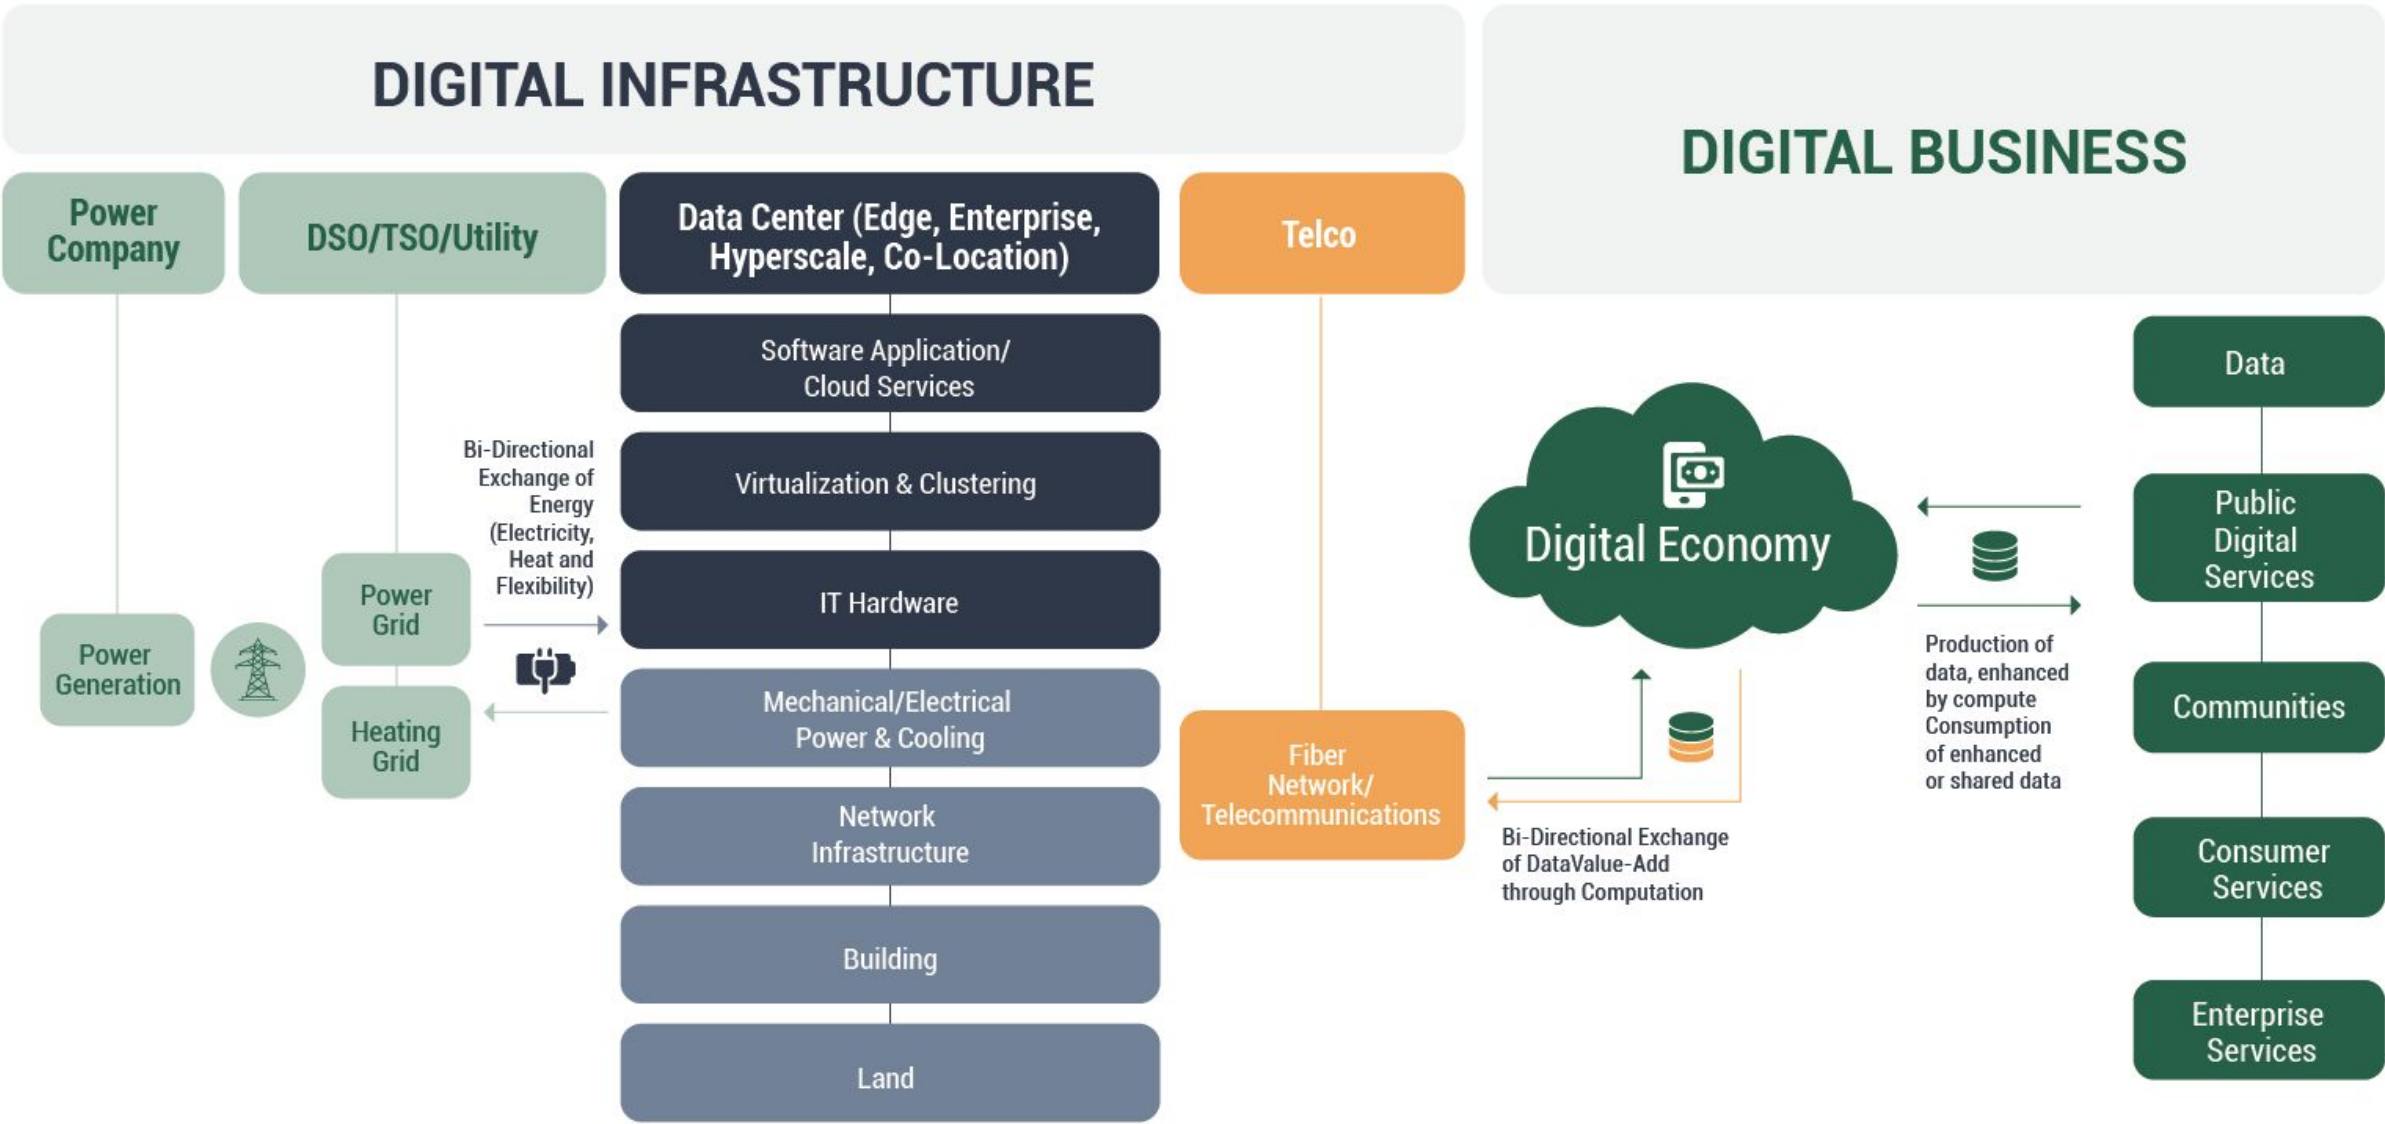 DIGITAL INFRASTRUCTURE
DIGITAL BUSINESS
Power
Company
DSO/TSO/Utility
Data Center (Edge, Enterprise,
Hyperscale, Co-Location)
Telco
Power
Generation
Power
Grid
Heating
Grid
Bi-Directional
Exchange of
Energy
(Electricity,
Heat and
Flexibility)
Software Application/
Cloud Services
Virtualization & Clustering
IT Hardware
Mechanical/Electrical
Power & Cooling
Network
Infrastructure
Building
Land
Fiber
Network/
Telecommunications
Digital Economy
Bi-Directional Exchange
of DataValue-Add
through Computation
Production of
data, enhanced
by compute
Consumption
of enhanced
or shared data
Data
Public
Digital
Services
Communities
Consumer
Services
Enterprise
Services